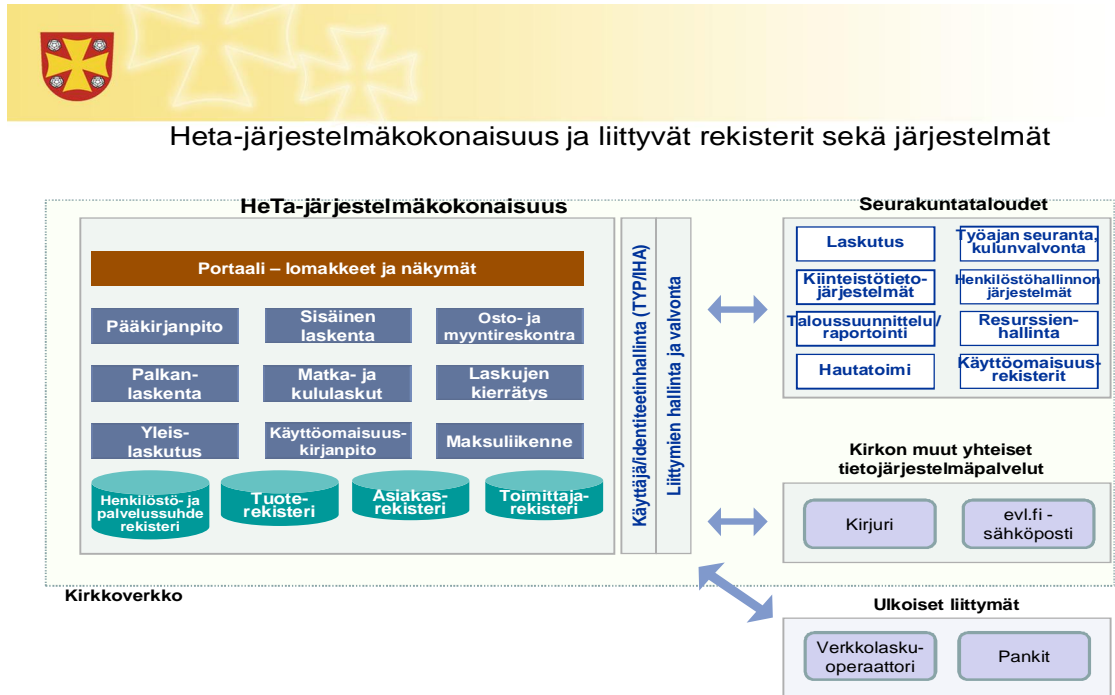 Heta-järjestelmäkokonaisuus ja liittyvät rekisterit sekä järjestelmät
HeTa-järjestelmäkokonaisuus
Portaali – lomakkeet ja näkymät
Pääkirjanpito
Sisäinen
laskenta
Osto- ja
myyntireskontra
Palkan-
laskenta
Matka- ja
kululaskut
Laskujen
kierrätys
Yleis-
laskutus
Käyttöomaisuus-
kirjanpito
Maksuliikenne
Henkilöstö- ja
palvelussuhde
rekisteri
Tuote-
rekisteri
Asiakas-
rekisteri
Toimittaja-
rekisteri
Käyttäjä/identiteetinhallinta (TYP/IHA)
Liittymien hallinta ja valvonta
Seurakuntataloudet
Laskutus
Työajan seuranta,
kulunvalvonta
Kiinteistötieto-
järjestelmät
Henkilöstöhallinnon
järjestelmät
Taloussuunnittelu/
raportointi
Resurssien-
hallinta
Hautatoimi
Käyttöomaisuus-
rekisterit
Kirkon muut yhteiset
tietojärjestelmäpalvelut
Kirjuri
evl.fi -
sähköposti
Kirkkoverkko
Ulkoiset liittymät
Verkkolasku-
operaattori
Pankit